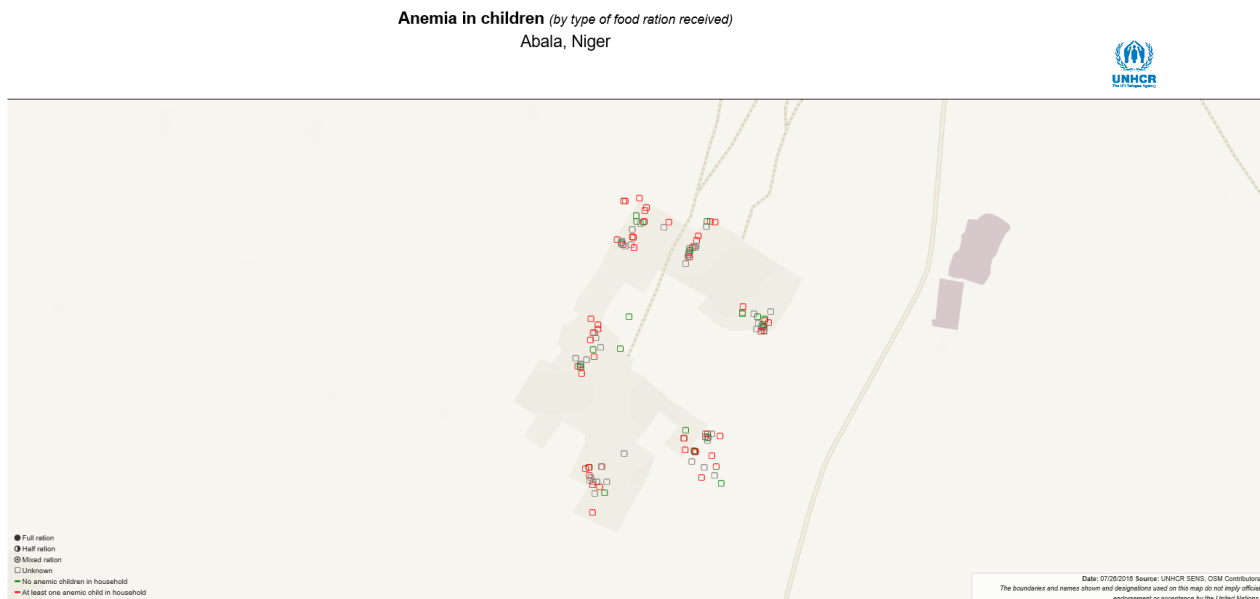 Anemia in children (by type of food ration received)
Abala, Niger
UNHCR
The UN Refugee Agency
Full ration
Half ration
Mixed ration
Unknown
No anemic children in household
At least one anemic child in household
Date: 07/26/2016 Source: UNHCR SENS, OSM Contributors
The boundaries and names shown and designations used on this map do not imply official
endorsement or acceptance by the United Nations